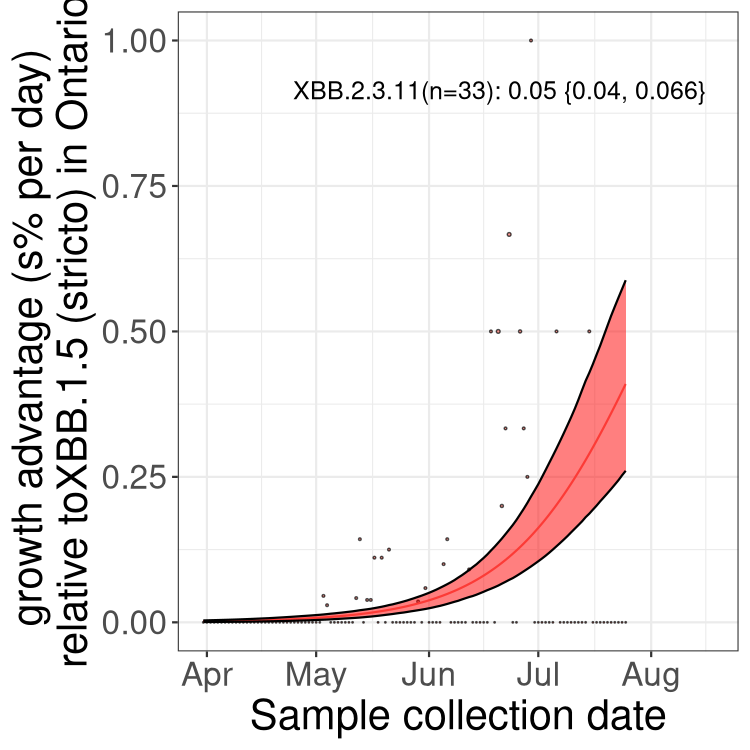 growth advantage (s% per day)
relative toXBB.1.5 (stricto) in Ontario
1.00
0.75
0.50
0.25
0.00
XBB.2.3.11(n=33): 0.05 {0.04, 0.066}
Apr May Jun Jul Aug
Sample collection date